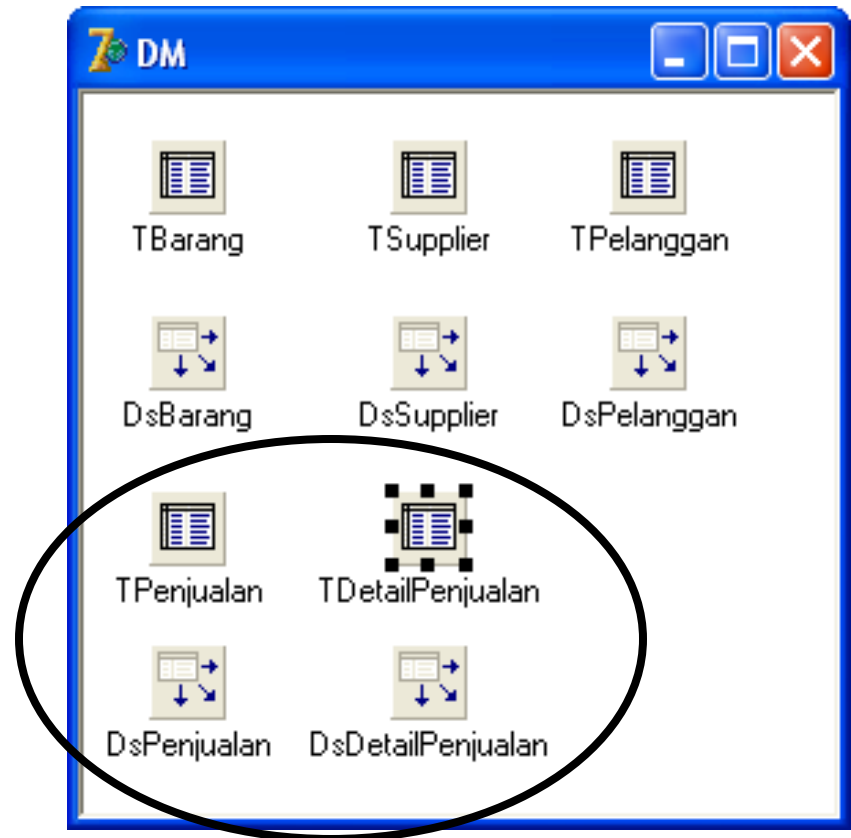 DM
TBarang TSupplier TPelanggan
DsBarang DsSupplier DsPelanggan
TPenjualan TDetailPenjualan
DsPenjualan DsDetailPenjualan